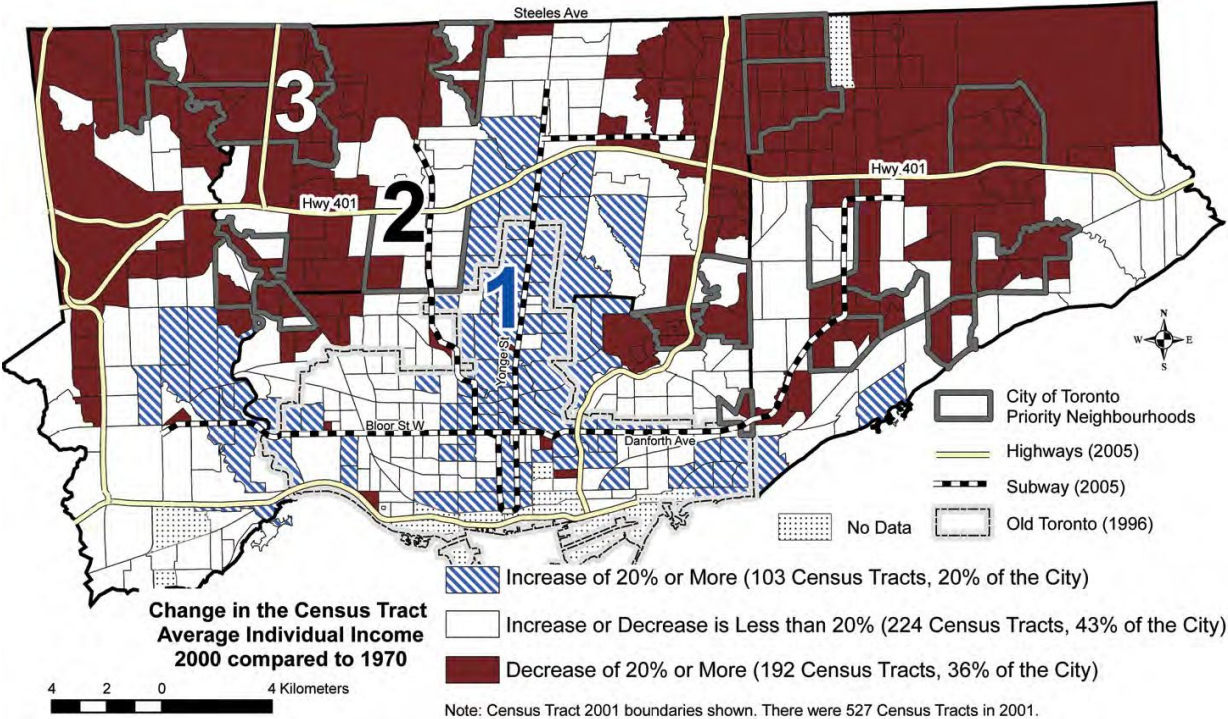 Steeles Ave
3
2
Hwy 401
Hwy 401
1
Yonge St
Bloor St W
Danforth Ave
N
W E
S
City of Toronto
Priority Neighbourhoods
Highways (2005)
Subway (2005)
Old Toronto (1996)
No Data
Increase of 20% or More (103 Census Tracts, 20% of the City)
Increase or Decrease is Less than 20% (224 Census Tracts, 43% of the City)
Decrease of 20% or More (192 Census Tracts, 36% of the City)
Change in the Census Tract
Average Individual Income
2000 compared to 1970
4 2 0 4 Kilometers
Note: Census Tract 2001 boundaries shown. There were 527 Census Tracts in 2001.